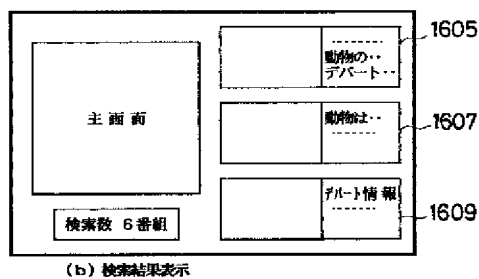 主画面
検索数 6番組
動物の‥
デパート‥
1605
動物は‥
1607
デパート情報
1609
(b) 検索結果表示